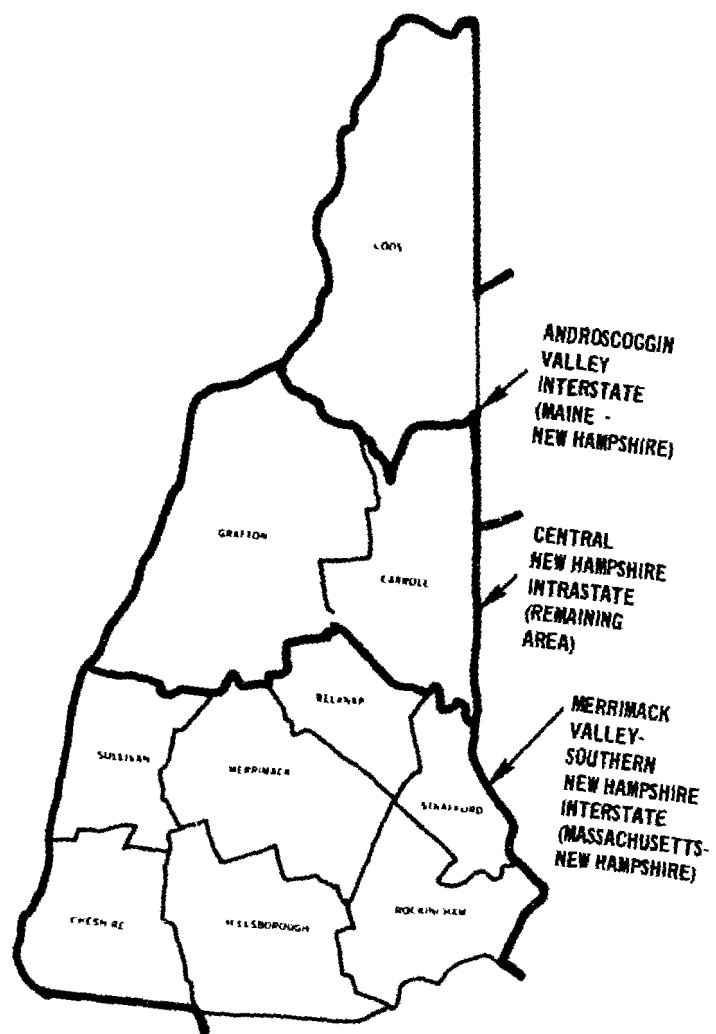 COOS
ANDROSCOGGIN
VALLEY
INTERSTATE
(MAINE -
NEW HAMPSHIRE)
GRAFTON
CARROLL
CENTRAL
NEW HAMPSHIRE
INTRASTATE
(REMAINING
AREA)
BELKNAP
SULLIVAN
MERRIMACK
STRAFFORD
MERRIMACK
VALLEY-
SOUTHERN
NEW HAMPSHIRE
INTERSTATE
(MASSACHUSETTS-
NEW HAMPSHIRE)
CHESHIRE
HILLSBOROUGH
ROCKINGHAM